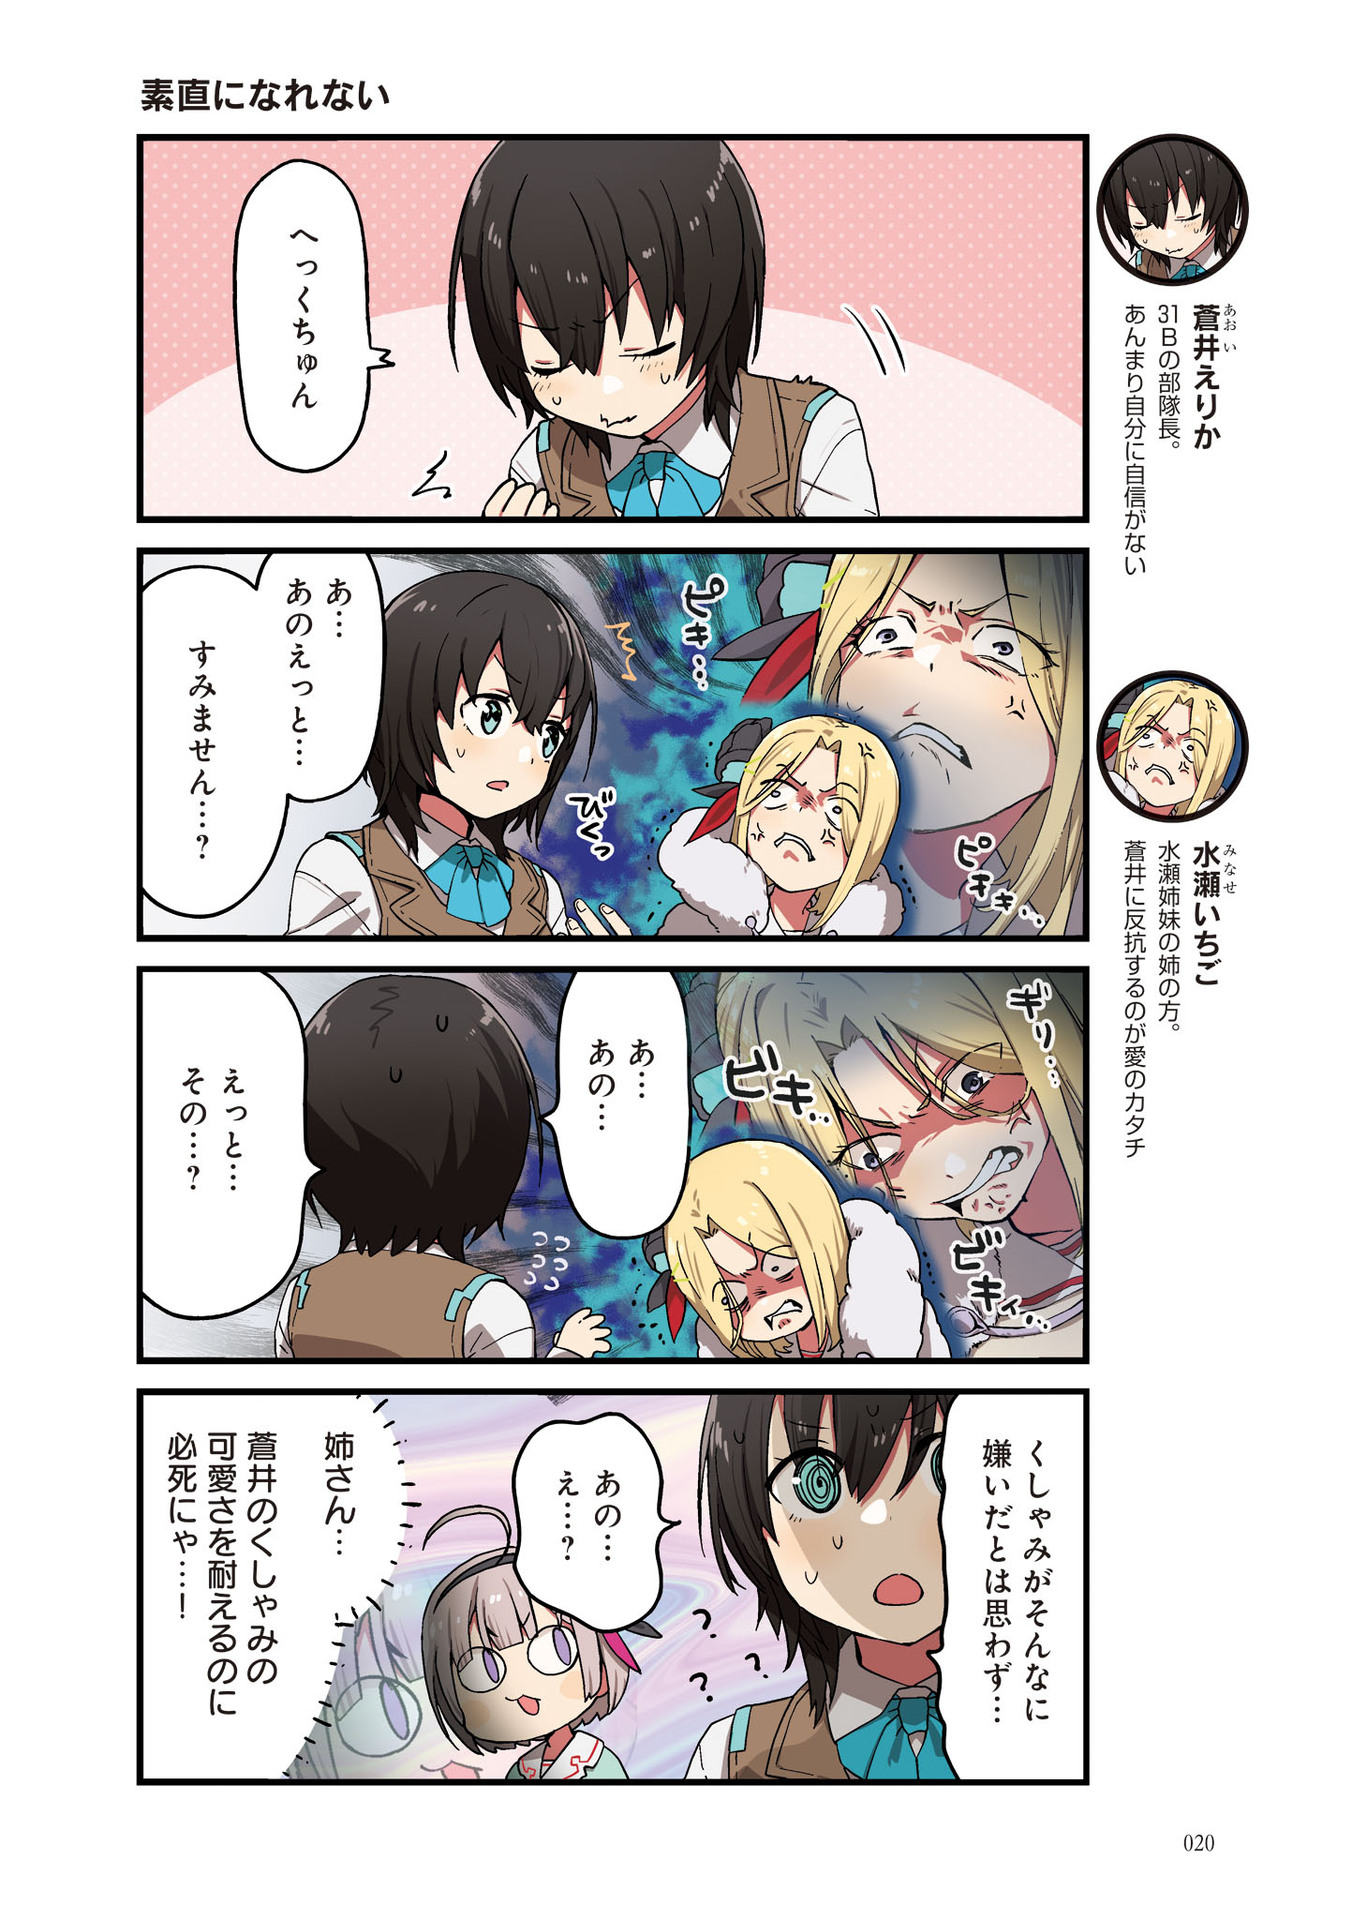 素直になれない
へっくちゅん
蒼井えりか
あおい
31Bの部隊長。
あんまり自分に自信がない
ピキ…
ピキキ…
びくっ
あ…
あのえっと…
すみません…?
水瀬いちご
みなせ
水瀬姉妹の姉の方。
蒼井に反抗するのが愛のカタチ
ギリ…
ビキ…
ビキィ…
あ…
あの…
えっと…
その…?
くしゃみがそんなに
嫌いだとは思わず…
あの…
え…?
???
姉さん…
蒼井のくしゃみの
可愛さを耐えるのに
必死にゃ…!
020